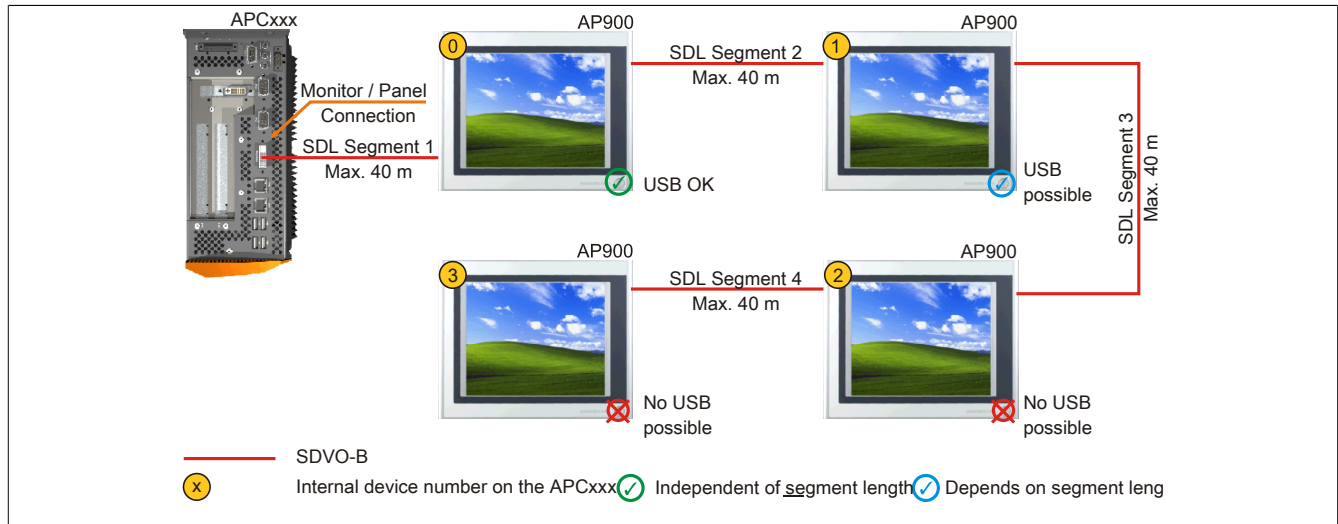 APCxxx
Monitor / Panel
Connection
SDL Segment 1
Max. 40 m
AP900
0
USB OK
SDL Segment 2
Max. 40 m
AP900
1
USB
possible
SDL Segment 3
Max. 40 m
AP900
2
No USB
possible
SDL Segment 4
Max. 40 m
AP900
3
No USB
possible
SDVO-B
x
Internal device number on the APCxxx
Independent of segment length
Depends on segment leng